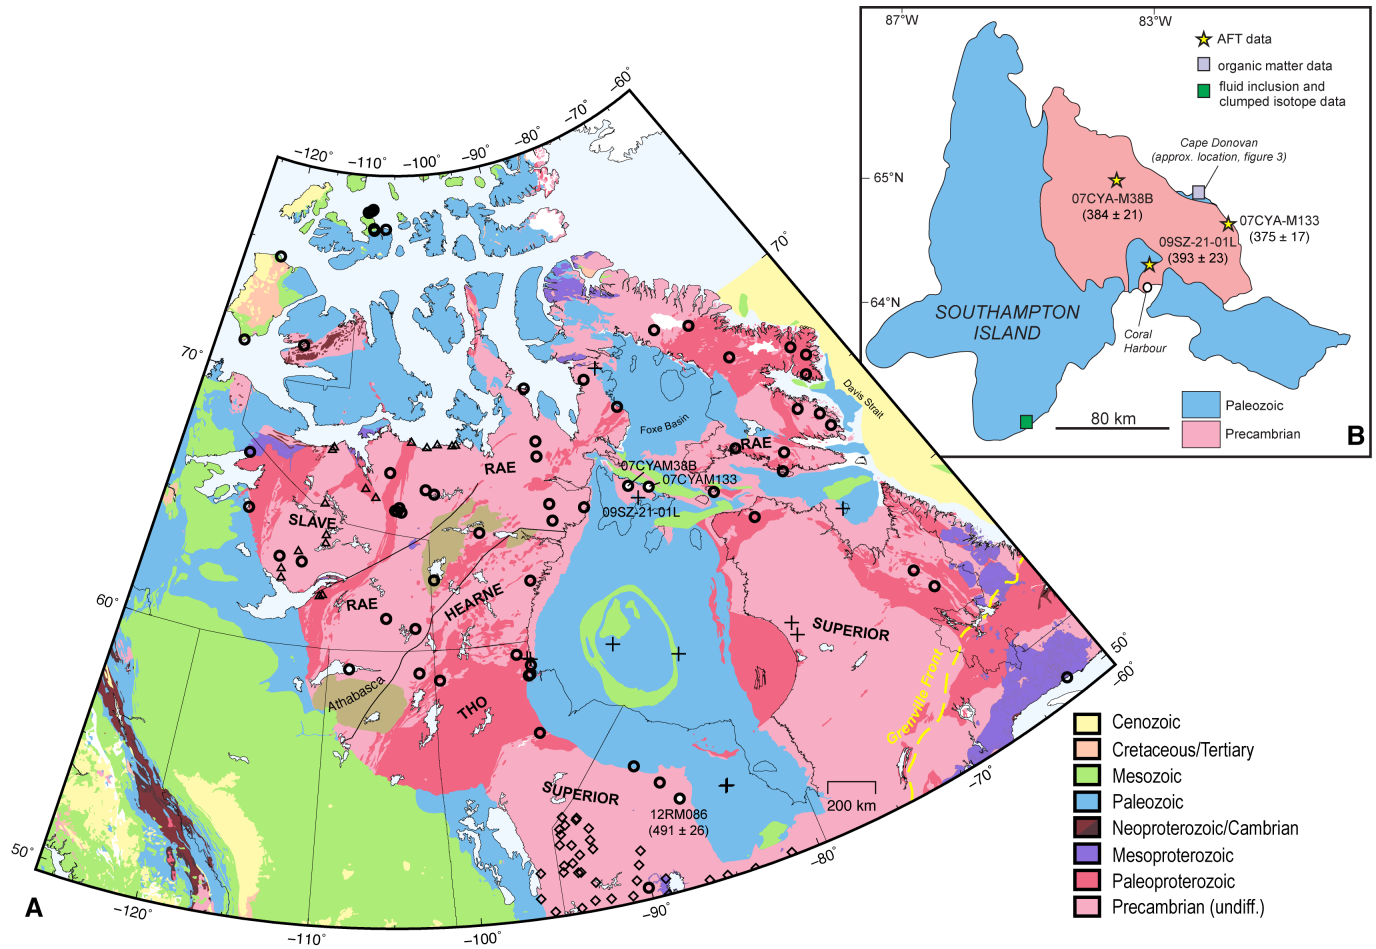 −120°
−110°
−100°
−90°
−80°
−70°
−60°
70°
70°
60°
50°
50°
−60°
−70°
−80°
−90°
−100°
−110°
−120°
Davis Strait
Foxe Basin
RAE
RAE
07CYAM38B
07CYAM133
09SZ-21-01L
SLAVE
RAE
HEARNE
SUPERIOR
Grenville Front
Athabasca
THO
SUPERIOR
12RM086
(491 ± 26)
200 km
A
Cenozoic
Cretaceous/Tertiary
Mesozoic
Paleozoic
Neoproterozoic/Cambrian
Mesoproterozoic
Paleoproterozoic
Precambrian (undiff.)
87°W
83°W
65°N
64°N
AFT data
organic matter data
fluid inclusion and
clumped isotope data
Cape Donovan
(approx. location, figure 3)
07CYA-M38B
(384 ± 21)
07CYA-M133
(375 ± 17)
09SZ-21-01L
(393 ± 23)
SOUTHAMPTON
ISLAND
Coral
Harbour
80 km
Paleozoic
Precambrian
B